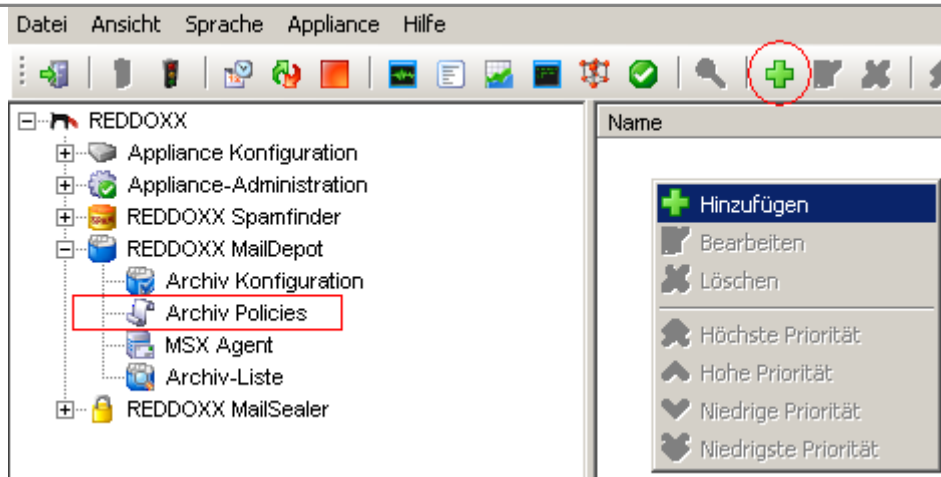 Datei Ansicht Sprache Appliance Hilfe
REDDOXX
Appliance Konfiguration
Appliance-Administration
REDDOXX Spamfinder
REDDOXX MailDepot
Archiv Konfiguration
Archiv Policies
MSX Agent
Archiv-Liste
REDDOXX MailSealer
Name
Hinzufügen
Bearbeiten
Löschen
Höchste Priorität
Hohe Priorität
Niedrige Priorität
Niedrigste Priorität